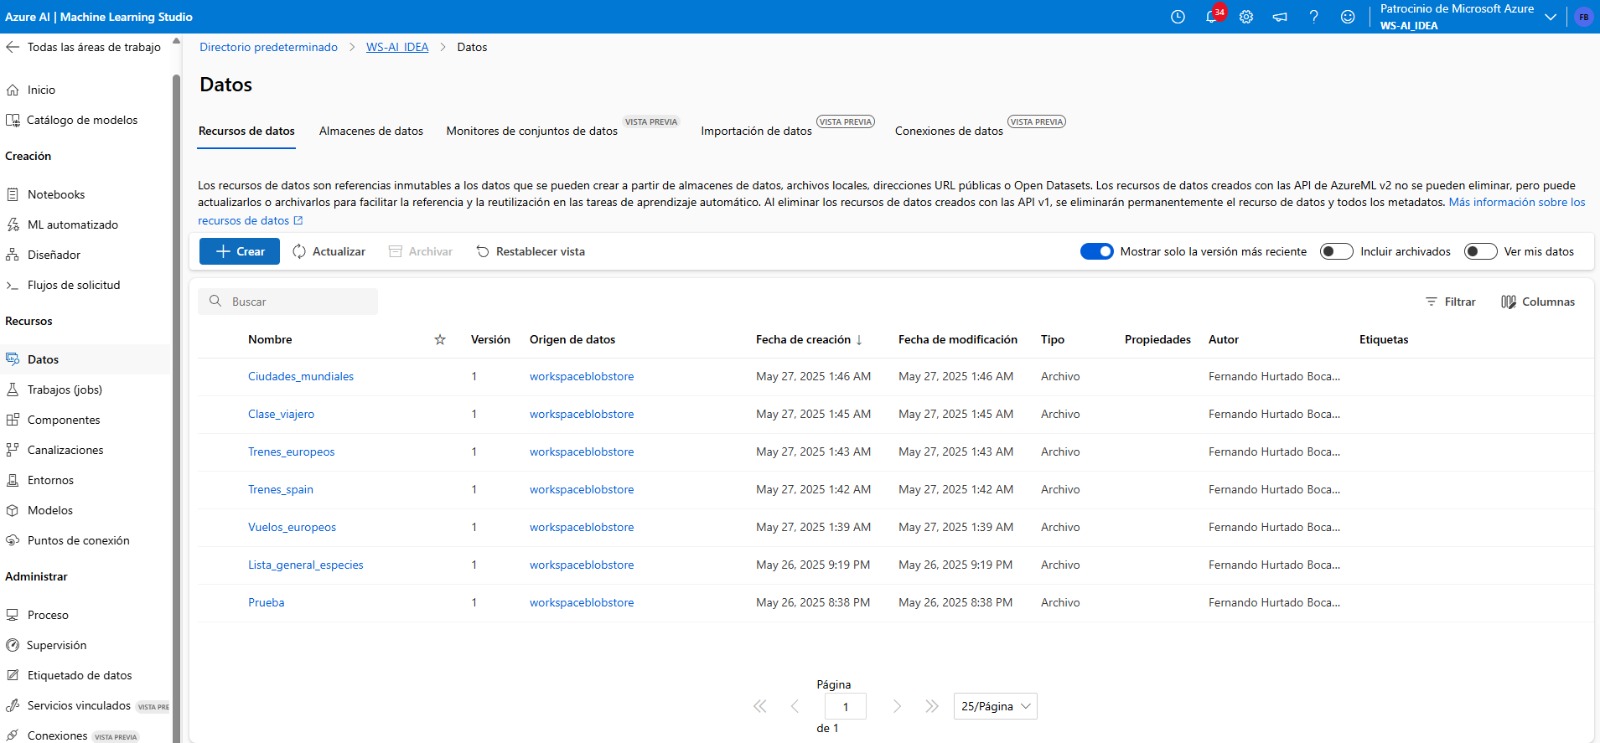 Azure AI | Machine Learning Studio
34
Patrocinio de Microsoft Azure
WS-AI_IDEA
FB
Todas las áreas de trabajo
Inicio
Catálogo de modelos
Creación
Notebooks
ML automatizado
Diseñador
Flujos de solicitud
Recursos
Datos
Trabajos (jobs)
Componentes
Canalizaciones
Entornos
Modelos
Puntos de conexión
Administrar
Proceso
Supervisión
Etiquetado de datos
Servicios vinculados VISTA PRE
Conexiones VISTA PREVIA
Directorio predeterminado > WS-AI_IDEA > Datos
Datos
Recursos de datos Almacenes de datos Monitores de conjuntos de datos VISTA PREVIA Importación de datos VISTA PREVIA Conexiones de datos VISTA PREVIA
Los recursos de datos son referencias inmutables a los datos que se pueden crear a partir de almacenes de datos, archivos locales, direcciones URL públicas o Open Datasets. Los recursos de datos creados con las API de AzureML v2 no se pueden eliminar, pero puede
actualizarlos o archivarlos para facilitar la referencia y la reutilización en las tareas de aprendizaje automático. Al eliminar los recursos de datos creados con las API v1, se eliminarán permanentemente el recurso de datos y todos los metadatos. Más información sobre los
recursos de datos
Crear Actualizar Archivar Restablecer vista Mostrar solo la versión más reciente Incluir archivados Ver mis datos
Buscar Filtrar Columnas
Nombre Versión Origen de datos Fecha de creación ↓ Fecha de modificación Tipo Propiedades Autor Etiquetas
Ciudades_mundiales 1 workspaceblobstore May 27, 2025 1:46 AM May 27, 2025 1:46 AM Archivo Fernando Hurtado Boca...
Clase_viajero 1 workspaceblobstore May 27, 2025 1:45 AM May 27, 2025 1:45 AM Archivo Fernando Hurtado Boca...
Trenes_europeos 1 workspaceblobstore May 27, 2025 1:43 AM May 27, 2025 1:43 AM Archivo Fernando Hurtado Boca...
Trenes_spain 1 workspaceblobstore May 27, 2025 1:42 AM May 27, 2025 1:42 AM Archivo Fernando Hurtado Boca...
Vuelos_europeos 1 workspaceblobstore May 27, 2025 1:39 AM May 27, 2025 1:39 AM Archivo Fernando Hurtado Boca...
Lista_general_especies 1 workspaceblobstore May 26, 2025 9:19 PM May 26, 2025 9:19 PM Archivo Fernando Hurtado Boca...
Prueba 1 workspaceblobstore May 26, 2025 8:38 PM May 26, 2025 8:38 PM Archivo Fernando Hurtado Boca...
Página
1 25/Página
de 1